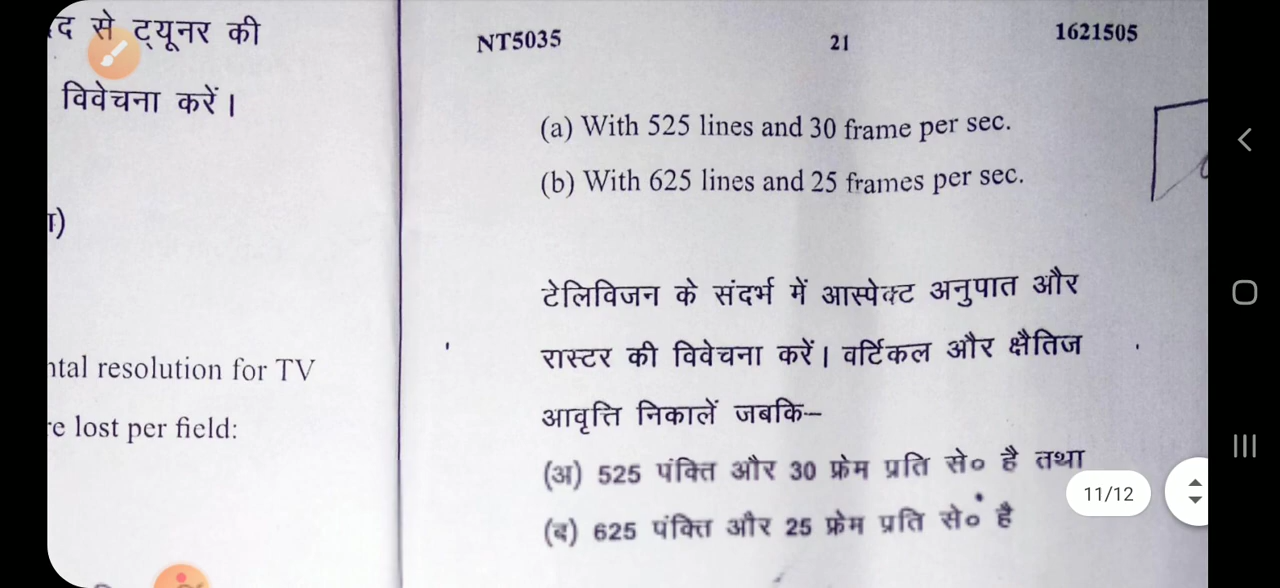 से ट्यूनर की
विवेचना करें।
resolution for TV
lost per field:
NT5035 21 1621505
(a) With 525 lines and 30 frame per sec.
(b) With 625 lines and 25 frames per sec.
टेलिविजन के संदर्भ में आस्पेक्ट अनुपात और
रास्टर की विवेचना करें। वर्टिकल और क्षैतिज
आवृत्ति निकालें जबकि–
(अ) 525 पंक्ति और 30 फ्रेम प्रति से० है तथा
(ब) 625 पंक्ति और 25 फ्रेम प्रति से० है
11/12